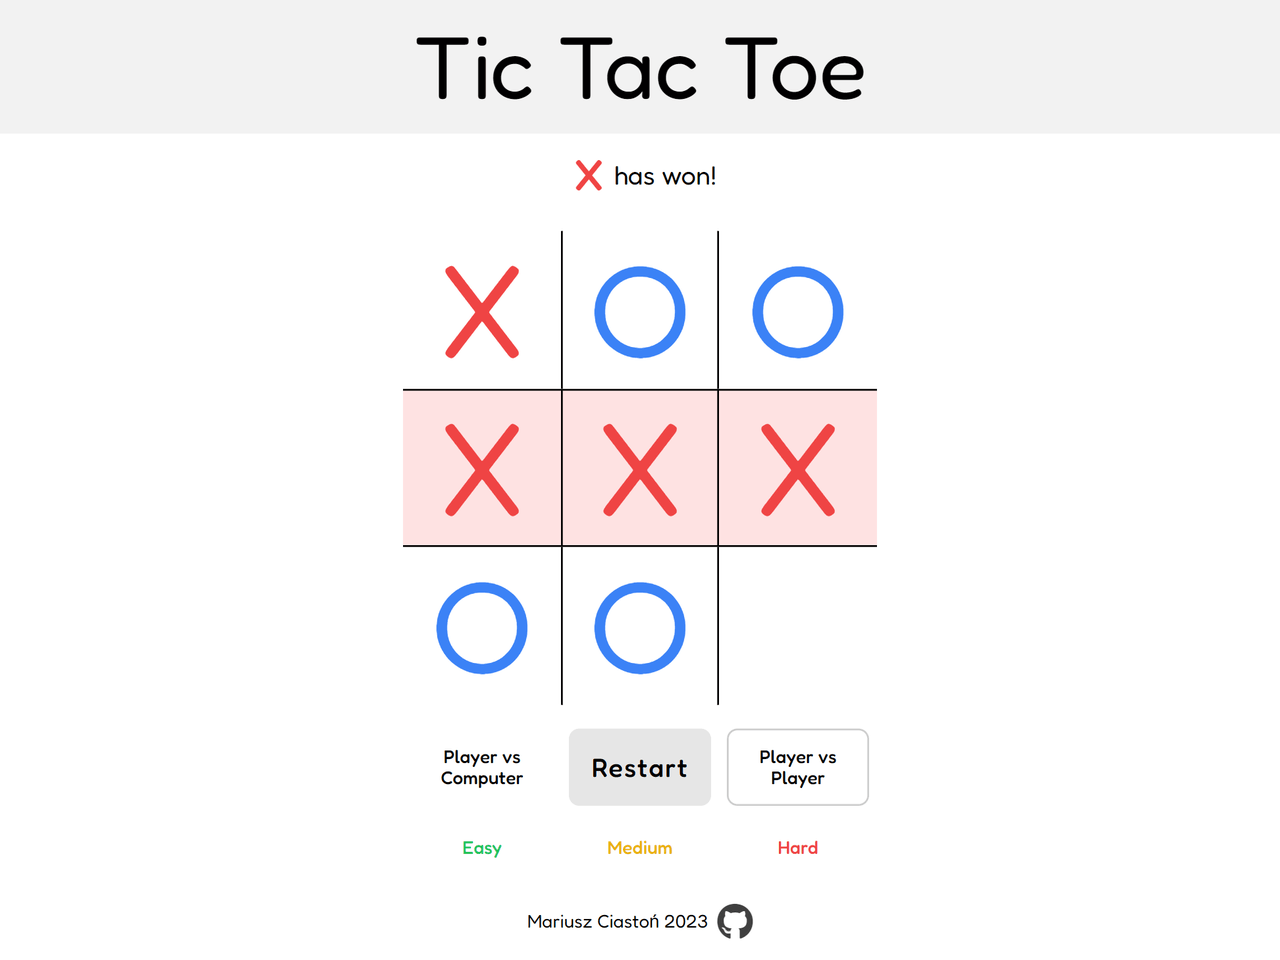 Tic Tac Toe
X has won!
X O O
X X X
O O
Player vs
Computer
Restart
Player vs
Player
Easy Medium Hard
Mariusz Ciastoń 2023